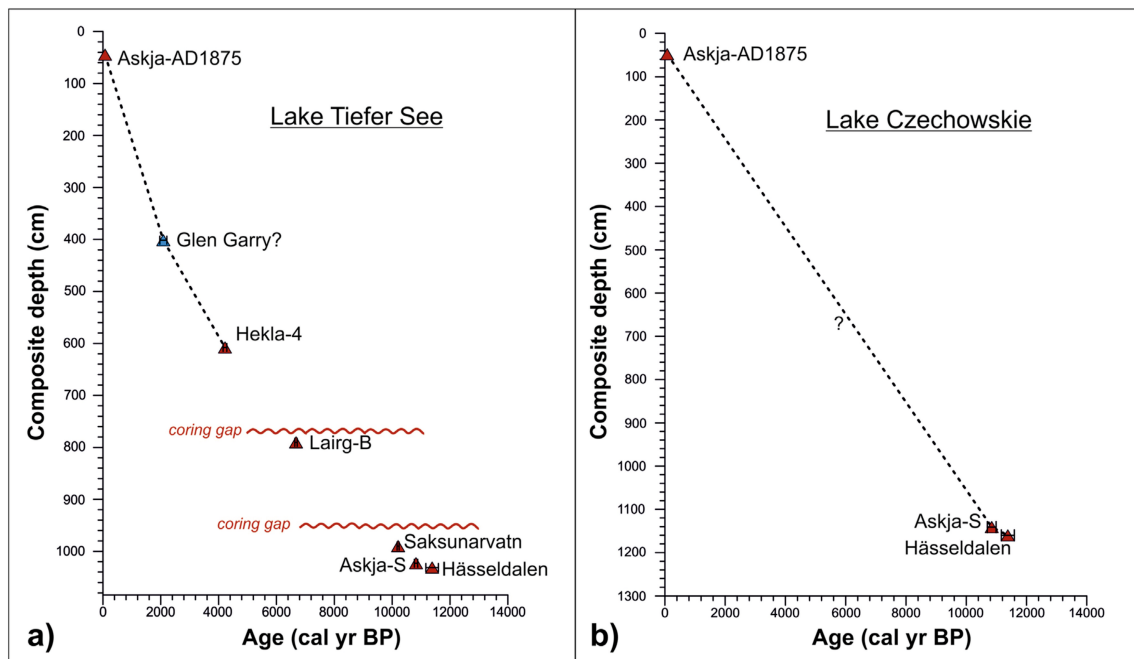 0
100
200
300
400
500
600
700
800
900
1000
Composite depth (cm)
Askja-AD1875
Lake Tiefer See
Glen Garry?
Hekla-4
coring gap
Lairg-B
coring gap
Saksunarvatn
Askja-S
Hässeldalen
0 2000 4000 6000 8000 10000 12000 14000
a)
Age (cal yr BP)
0
100
200
300
400
500
600
700
800
900
1000
1100
1200
1300
Composite depth (cm)
Askja-AD1875
Lake Czechowskie
?
Askja-S
Hässeldalen
0 2000 4000 6000 8000 10000 12000 14000
b)
Age (cal yr BP)